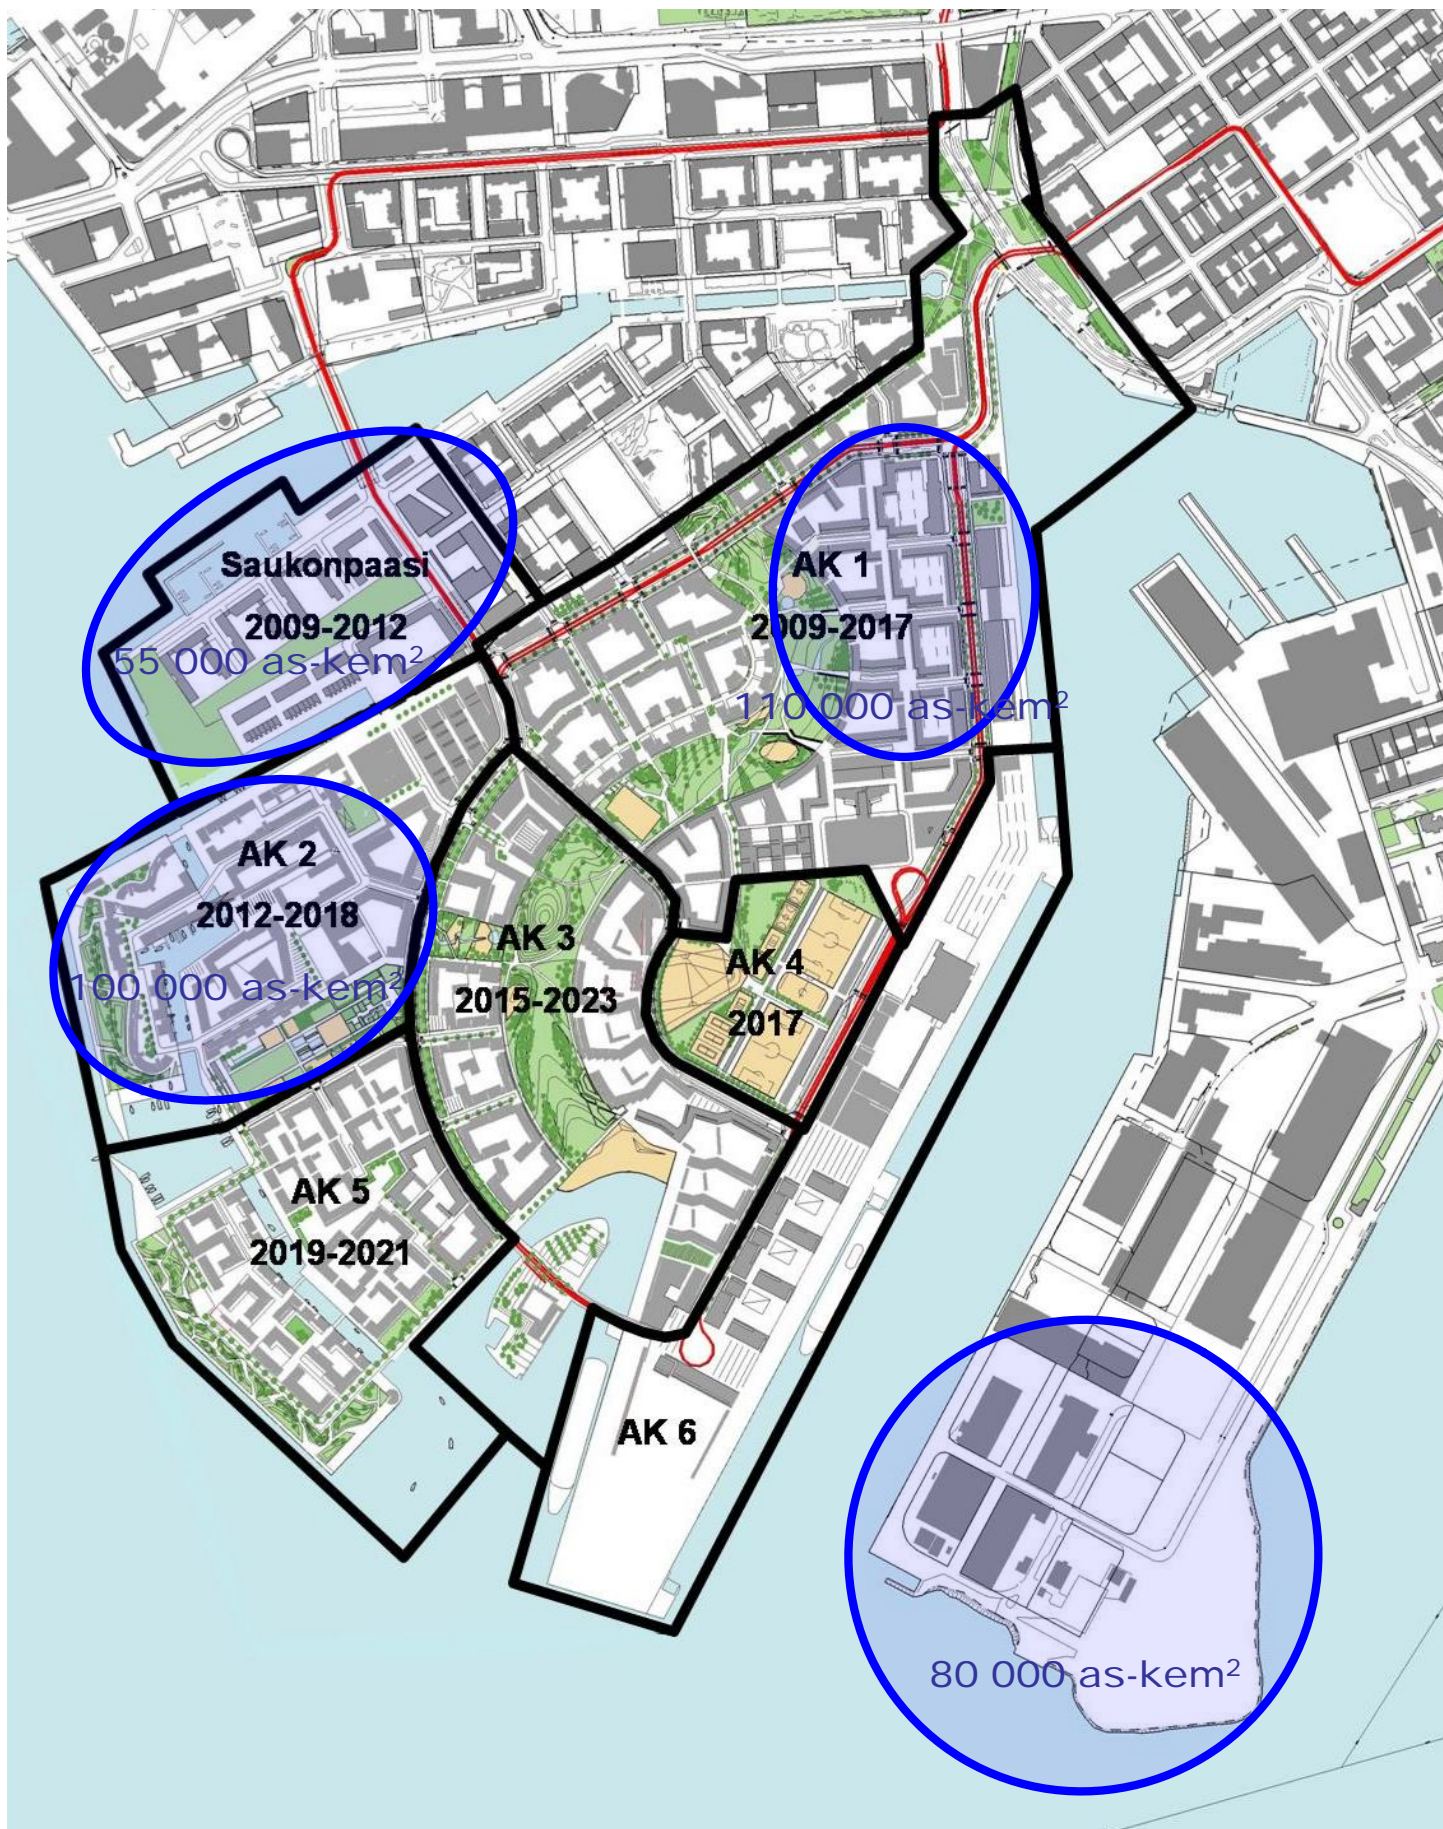 Saukonpaasi
2009-2012
55 000 as-kem²
AK 1
2009-2017
110 000 as-kem²
AK 2
2012-2018
100 000 as-kem²
AK 3
2015-2023
AK 4
2017
AK 5
2019-2021
AK 6
80 000 as-kem²